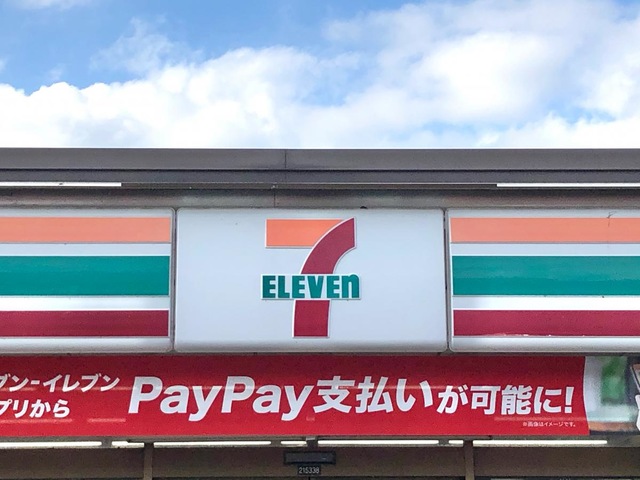 7
ELEVEn
ブン-イレブン
プリから
PayPay支払いが可能に!
※画像はイメージです。
215338